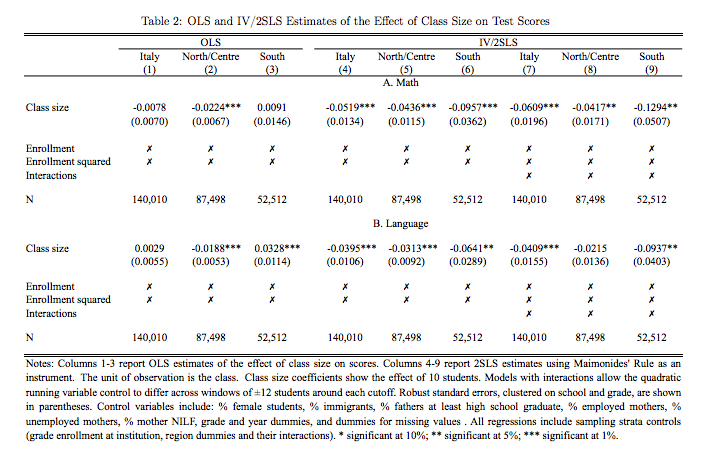 Table 2: OLS and IV/2SLS Estimates of the Effect of Class Size on Test Scores
OLS IV/2SLS
Italy North/Centre South Italy North/Centre South Italy North/Centre South
(1) (2) (3) (4) (5) (6) (7) (8) (9)
A. Math
Class size -0.0078 -0.0224*** 0.0091 -0.0519*** -0.0436*** -0.0957*** -0.0609*** -0.0417** -0.1294**
(0.0070) (0.0067) (0.0146) (0.0134) (0.0115) (0.0362) (0.0196) (0.0171) (0.0507)
Enrollment ✗ ✗ ✗ ✗ ✗ ✗ ✗ ✗ ✗
Enrollment squared ✗ ✗ ✗ ✗ ✗ ✗ ✗ ✗ ✗
Interactions ✗ ✗ ✗
N 140,010 87,498 52,512 140,010 87,498 52,512 140,010 87,498 52,512
B. Language
Class size 0.0029 -0.0188*** 0.0328*** -0.0395*** -0.0313*** -0.0641** -0.0409*** -0.0215 -0.0937**
(0.0055) (0.0053) (0.0114) (0.0106) (0.0092) (0.0289) (0.0155) (0.0136) (0.0403)
Enrollment ✗ ✗ ✗ ✗ ✗ ✗ ✗ ✗ ✗
Enrollment squared ✗ ✗ ✗ ✗ ✗ ✗ ✗ ✗ ✗
Interactions ✗ ✗ ✗
N 140,010 87,498 52,512 140,010 87,498 52,512 140,010 87,498 52,512
Notes: Columns 1-3 report OLS estimates of the effect of class size on scores. Columns 4-9 report 2SLS estimates using Maimonides' Rule as an
instrument. The unit of observation is the class. Class size coefficients show the effect of 10 students. Models with interactions allow the quadratic
running variable control to differ across windows of ±12 students around each cutoff. Robust standard errors, clustered on school and grade, are shown
in parentheses. Control variables include: % female students, % immigrants, % fathers at least high school graduate, % employed mothers, %
unemployed mothers, % mother NILF, grade and year dummies, and dummies for missing values . All regressions include sampling strata controls
(grade enrollment at institution, region dummies and their interactions). * significant at 10%; ** significant at 5%; *** significant at 1%.